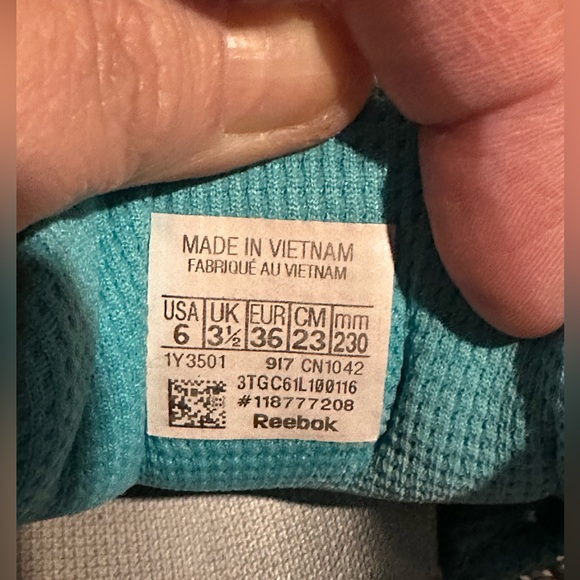 MADE IN VIETNAM
FABRIQUÉ AU VIETNAM
USA UK EUR CM mm
6 3½ 36 23 230
1Y3501 917 CN1042
3TGC61L100116
#118777208
Reebok